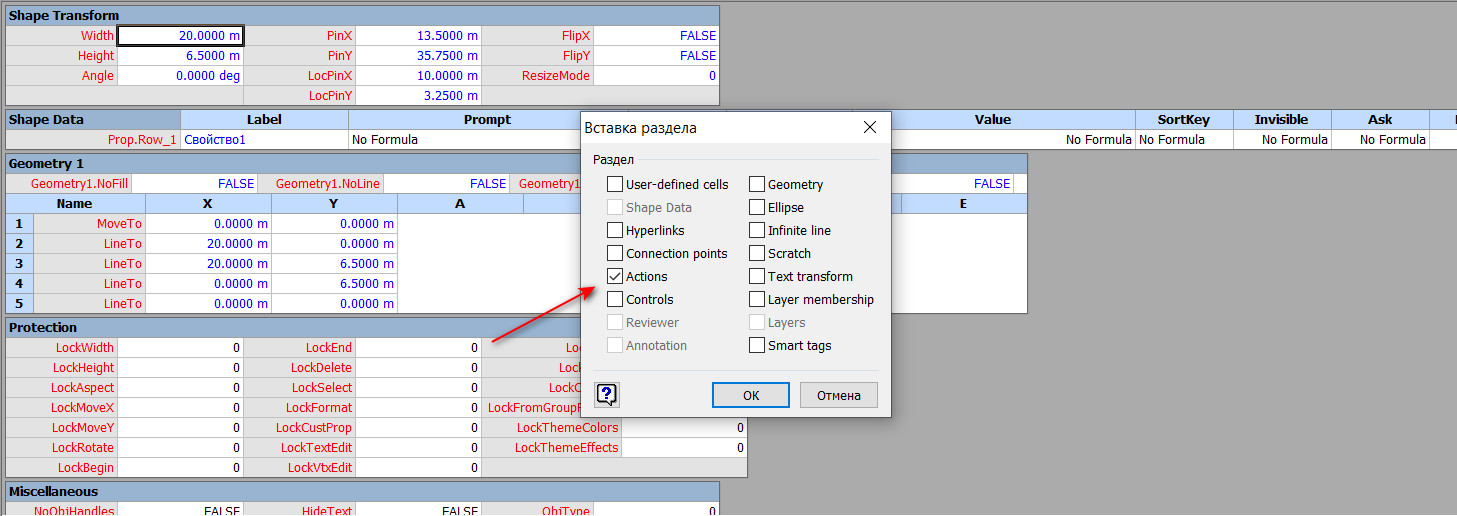 Shape Transform
Width 20.0000 m PinX 13.5000 m FlipX FALSE
Height 6.5000 m PinY 35.7500 m FlipY FALSE
Angle 0.0000 deg LocPinX 10.0000 m ResizeMode 0
LocPinY 3.2500 m
Shape Data Label Prompt Value SortKey Invisible Ask
Prop.Row_1 Свойство1 No Formula No Formula No Formula No Formula No Formula
Geometry 1
Geometry1.NoFill FALSE Geometry1.NoLine FALSE Geometry1 FALSE
Name X Y A E
1 MoveTo 0.0000 m 0.0000 m
2 LineTo 20.0000 m 0.0000 m
3 LineTo 20.0000 m 6.5000 m
4 LineTo 0.0000 m 6.5000 m
5 LineTo 0.0000 m 0.0000 m
Protection
LockWidth 0 LockEnd 0
LockHeight 0 LockDelete 0
LockAspect 0 LockSelect 0
LockMoveX 0 LockFormat 0
LockMoveY 0 LockCustProp 0 LockThemeColors 0
LockRotate 0 LockTextEdit 0 LockThemeEffects 0
LockBegin 0 LockVtxEdit 0
Miscellaneous
NoObjHandles FALSE HideText FALSE ObjType 0
Вставка раздела
Раздел
User-defined cells Geometry
Shape Data Ellipse
Hyperlinks Infinite line
Connection points Scratch
Actions Text transform
Controls Layer membership
Reviewer Layers
Annotation Smart tags
? ОК Отмена